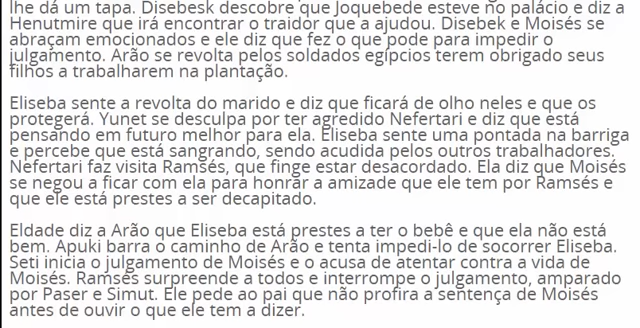 lhe dá um tapa. Disebesk descobre que Joquebede esteve no palácio e diz a
Henutmire que irá encontrar o traidor que a ajudou. Disebek e Moisés se
abraçam emocionados e ele diz que fez o que pode para impedir o
julgamento. Arão se revolta pelos soldados egípcios terem obrigado seus
filhos a trabalharem na plantação.
Eliseba sente a revolta do marido e diz que ficará de olho neles e que os
protegerá. Yunet se desculpa por ter agredido Nefertari e diz que está
pensando em futuro melhor para ela. Eliseba sente uma pontada na barriga
e percebe que está sangrando, sendo acudida pelos outros trabalhadores.
Nefertari faz visita Ramsés, que finge estar desacordado. Ela diz que Moisés
se negou a ficar com ela para honrar a amizade que ele tem por Ramsés e
que ele está prestes a ser decapitado.
Eldade diz a Arão que Eliseba está prestes a ter o bebê e que ela não está
bem. Apuki barra o caminho de Arão e tenta impedi-lo de socorrer Eliseba.
Seti inicia o julgamento de Moisés e o acusa de atentar contra a vida de
Moisés. Ramsés surpreende a todos e interrompe o julgamento, amparado
por Paser e Simut. Ele pede ao pai que não profira a sentença de Moisés
antes de ouvir o que ele tem a dizer.